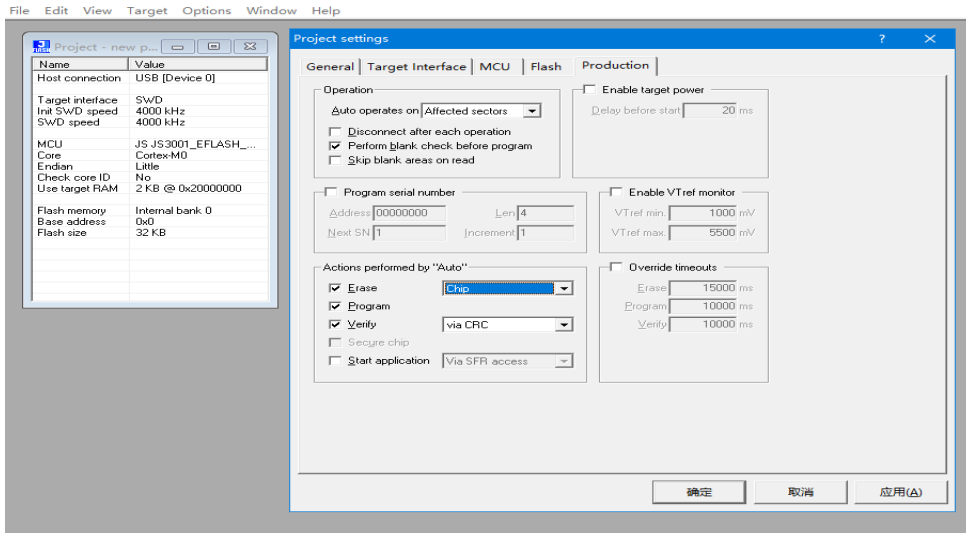 File Edit View Target Options Window Help
Project - new p...
Name Value
Host connection USB [Device 0]
Target interface SWD
Init SWD speed 4000 kHz
SWD speed 4000 kHz
MCU JS JS3001_EFLASH_...
Core Cortex-M0
Endian Little
Check core ID No
Use target RAM 2 KB @ 0x20000000
Flash memory Internal bank 0
Base address 0x0
Flash size 32 KB
Project settings ?
General Target Interface MCU Flash Production
Operation
Auto operates on Affected sectors
Disconnect after each operation
Perform blank check before program
Skip blank areas on read
Enable target power
Delay before start 20 ms
Program serial number
Address 00000000 Len 4
Next SN 1 Increment 1
Enable VTref monitor
VTref min. 1000 mV
VTref max. 5500 mV
Actions performed by "Auto"
Erase Chip
Program
Verify via CRC
Secure chip
Start application Via SFR access
Override timeouts
Erase 15000 ms
Program 10000 ms
Verify 10000 ms
确定 取消 应用(A)